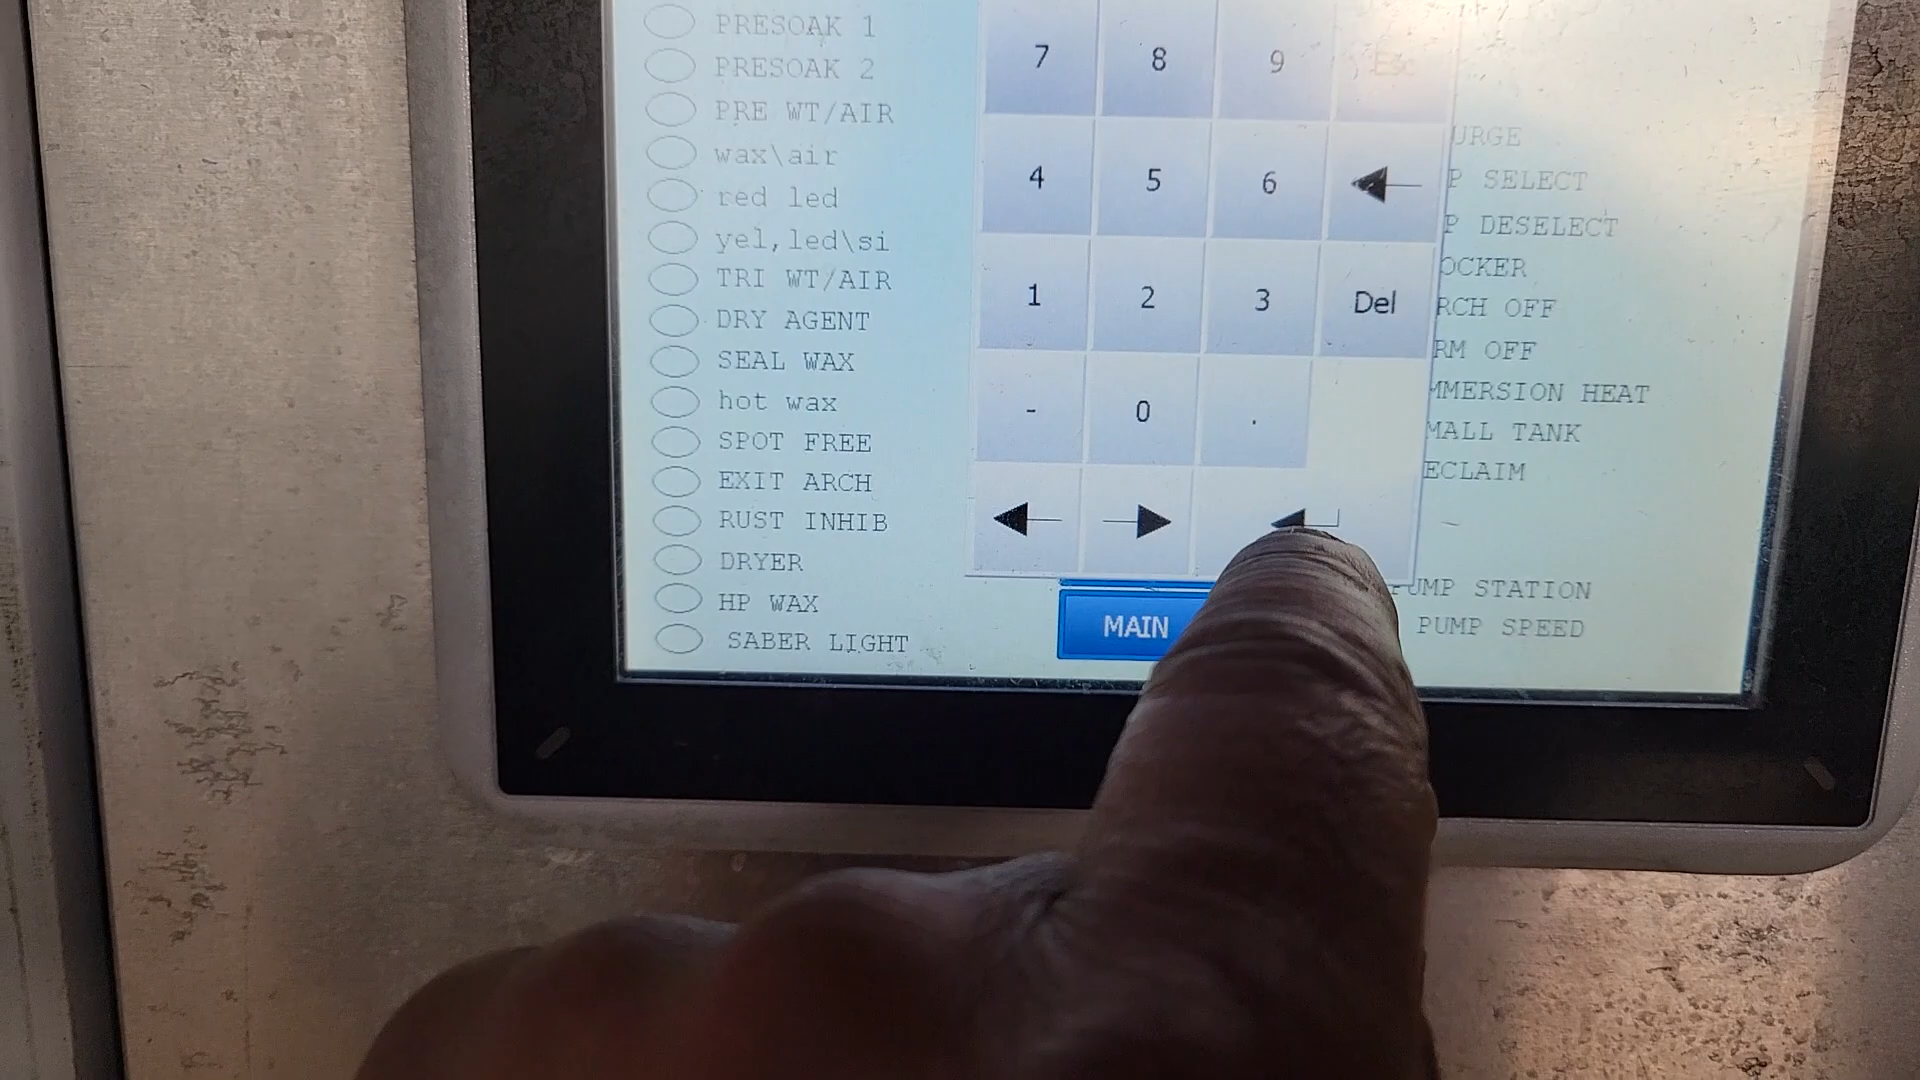 PRESOAK 1
PRESOAK 2
PRE WT/AIR
wax\air
red led
yel,led\si
TRI WT/AIR
DRY AGENT
SEAL WAX
hot wax
SPOT FREE
EXIT ARCH
RUST INHIB
DRYER
HP WAX
SABER LIGHT
7 8 9 Esc
4 5 6
1 2 3 Del
- 0 .
MAIN
URGE
P SELECT
P DESELECT
OCKER
RCH OFF
RM OFF
MMERSION HEAT
MALL TANK
ECLAIM
PUMP STATION
PUMP SPEED